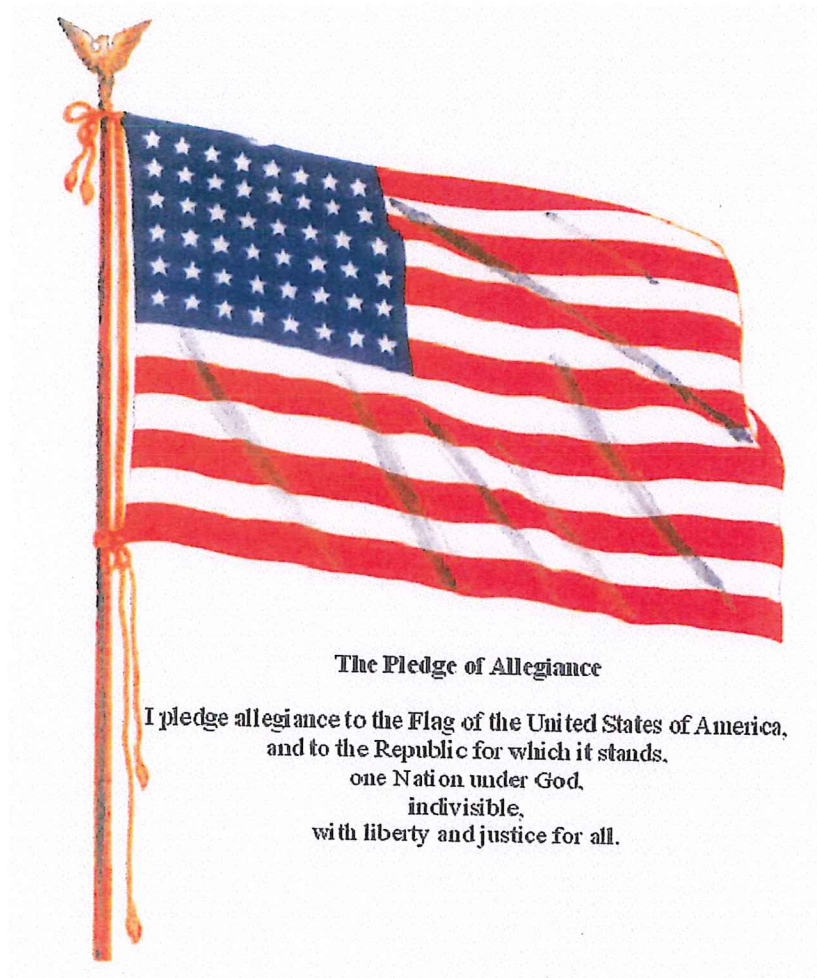 The Pledge of Allegiance
I pledge allegiance to the Flag of the United States of America,
and to the Republic for which it stands,
one Nation under God,
indivisible,
with liberty and justice for all.